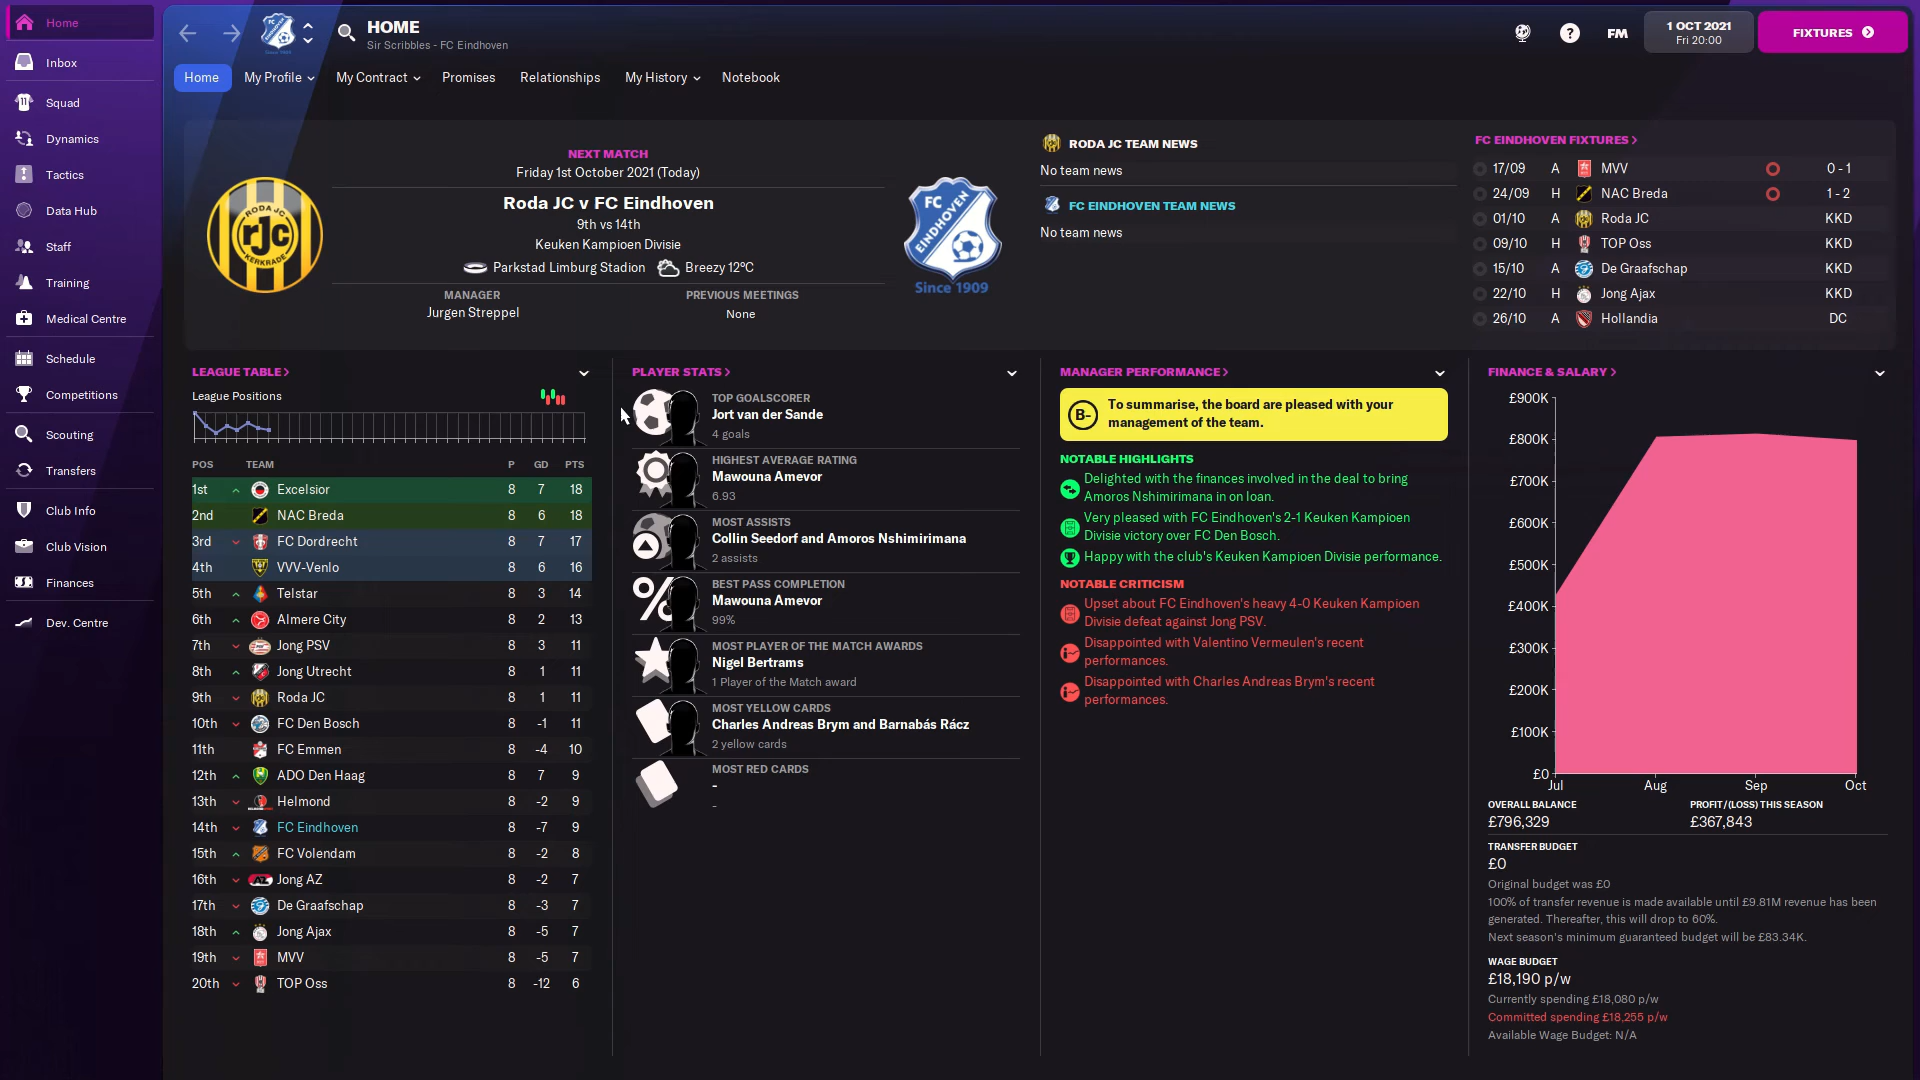 Home
Inbox
Squad
Dynamics
Tactics
Data Hub
Staff
Training
Medical Centre
Schedule
Competitions
Scouting
Transfers
Club Info
Club Vision
Finances
Dev. Centre
HOME
Sir Scribbles - FC Eindhoven
FM
1 OCT 2021
Fri 20:00
FIXTURES
Home My Profile My Contract Promises Relationships My History Notebook
NEXT MATCH
Friday 1st October 2021 (Today)
Roda JC v FC Eindhoven
9th vs 14th
Keuken Kampioen Divisie
Parkstad Limburg Stadion Breezy 12°C
MANAGER
Jurgen Streppel
PREVIOUS MEETINGS
None
RODA JC
rJC
KERKRADE
FC
EINDHOVEN
Since 1909
RODA JC TEAM NEWS
No team news
FC EINDHOVEN TEAM NEWS
No team news
FC EINDHOVEN FIXTURES >
17/09 A MVV 0 - 1
24/09 H NAC Breda 1 - 2
01/10 A Roda JC KKD
09/10 H TOP Oss KKD
15/10 A De Graafschap KKD
22/10 H Jong Ajax KKD
26/10 A Hollandia DC
LEAGUE TABLE >
League Positions
POS TEAM P GD PTS
1st Excelsior 8 7 18
2nd NAC Breda 8 6 18
3rd FC Dordrecht 8 7 17
4th VVV-Venlo 8 6 16
5th Telstar 8 3 14
6th Almere City 8 2 13
7th Jong PSV 8 3 11
8th Jong Utrecht 8 1 11
9th Roda JC 8 1 11
10th FC Den Bosch 8 -1 11
11th FC Emmen 8 -4 10
12th ADO Den Haag 8 7 9
13th Helmond 8 -2 9
14th FC Eindhoven 8 -7 9
15th FC Volendam 8 -2 8
16th Jong AZ 8 -2 7
17th De Graafschap 8 -3 7
18th Jong Ajax 8 -5 7
19th MVV 8 -5 7
20th TOP Oss 8 -12 6
PLAYER STATS >
TOP GOALSCORER
Jort van der Sande
4 goals
HIGHEST AVERAGE RATING
Mawouna Amevor
6.93
MOST ASSISTS
Collin Seedorf and Amoros Nshimirimana
2 assists
BEST PASS COMPLETION
Mawouna Amevor
99%
MOST PLAYER OF THE MATCH AWARDS
Nigel Bertrams
1 Player of the Match award
MOST YELLOW CARDS
Charles Andreas Brym and Barnabás Rácz
2 yellow cards
MOST RED CARDS
-
-
MANAGER PERFORMANCE >
B-
To summarise, the board are pleased with your
management of the team.
NOTABLE HIGHLIGHTS
Delighted with the finances involved in the deal to bring
Amoros Nshimirimana in on loan.
Very pleased with FC Eindhoven's 2-1 Keuken Kampioen
Divisie victory over FC Den Bosch.
Happy with the club's Keuken Kampioen Divisie performance.
NOTABLE CRITICISM
Upset about FC Eindhoven's heavy 4-0 Keuken Kampioen
Divisie defeat against Jong PSV.
Disappointed with Valentino Vermeulen's recent
performances.
Disappointed with Charles Andreas Brym's recent
performances.
FINANCE & SALARY >
£900K
£800K
£700K
£600K
£500K
£400K
£300K
£200K
£100K
£0
Jul Aug Sep Oct
OVERALL BALANCE
£796,329
PROFIT/(LOSS) THIS SEASON
£367,843
TRANSFER BUDGET
£0
Original budget was £0
100% of transfer revenue is made available until £9.81M revenue has been
generated. Thereafter, this will drop to 60%.
Next season's minimum guaranteed budget will be £83.34K.
WAGE BUDGET
£18,190 p/w
Currently spending £18,080 p/w
Committed spending £18,255 p/w
Available Wage Budget: N/A